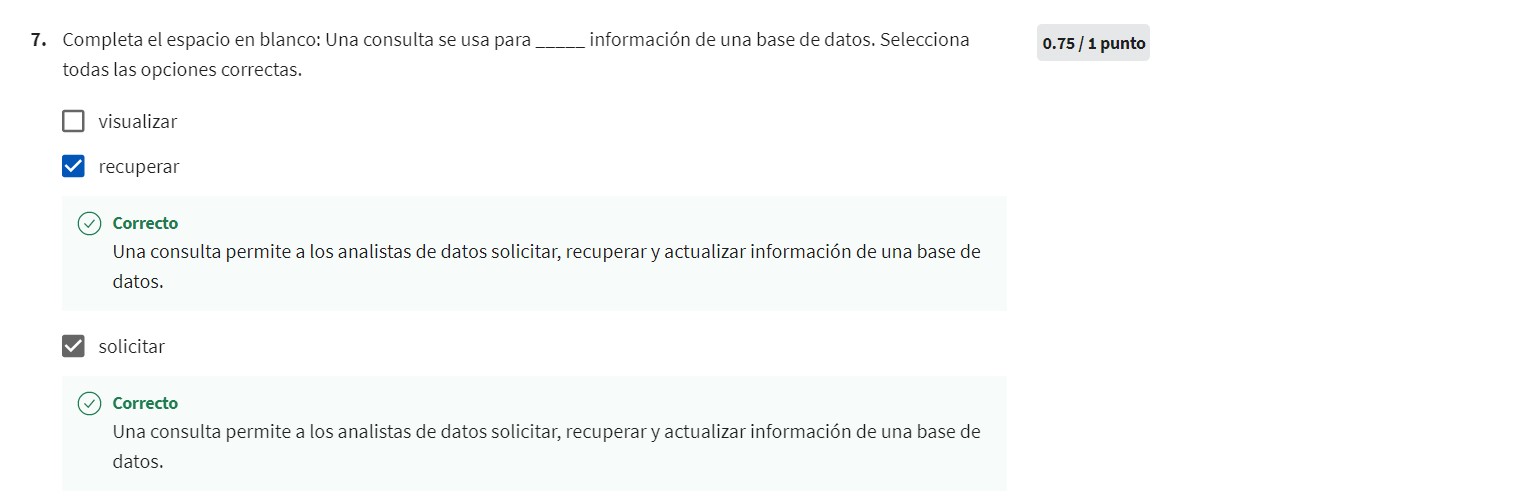 7. Completa el espacio en blanco: Una consulta se usa para _____ información de una base de datos. Selecciona
todas las opciones correctas.
0.75 / 1 punto
visualizar
recuperar
Correcto
Una consulta permite a los analistas de datos solicitar, recuperar y actualizar información de una base de
datos.
solicitar
Correcto
Una consulta permite a los analistas de datos solicitar, recuperar y actualizar información de una base de
datos.